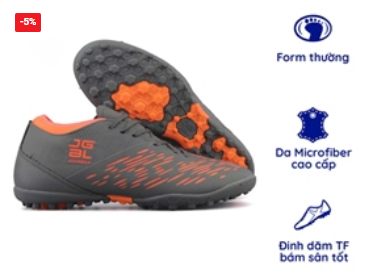 -5%
Form thường
JG
BL
Da Microfiber
cao cấp
Đinh dăm TF
bám sân tốt